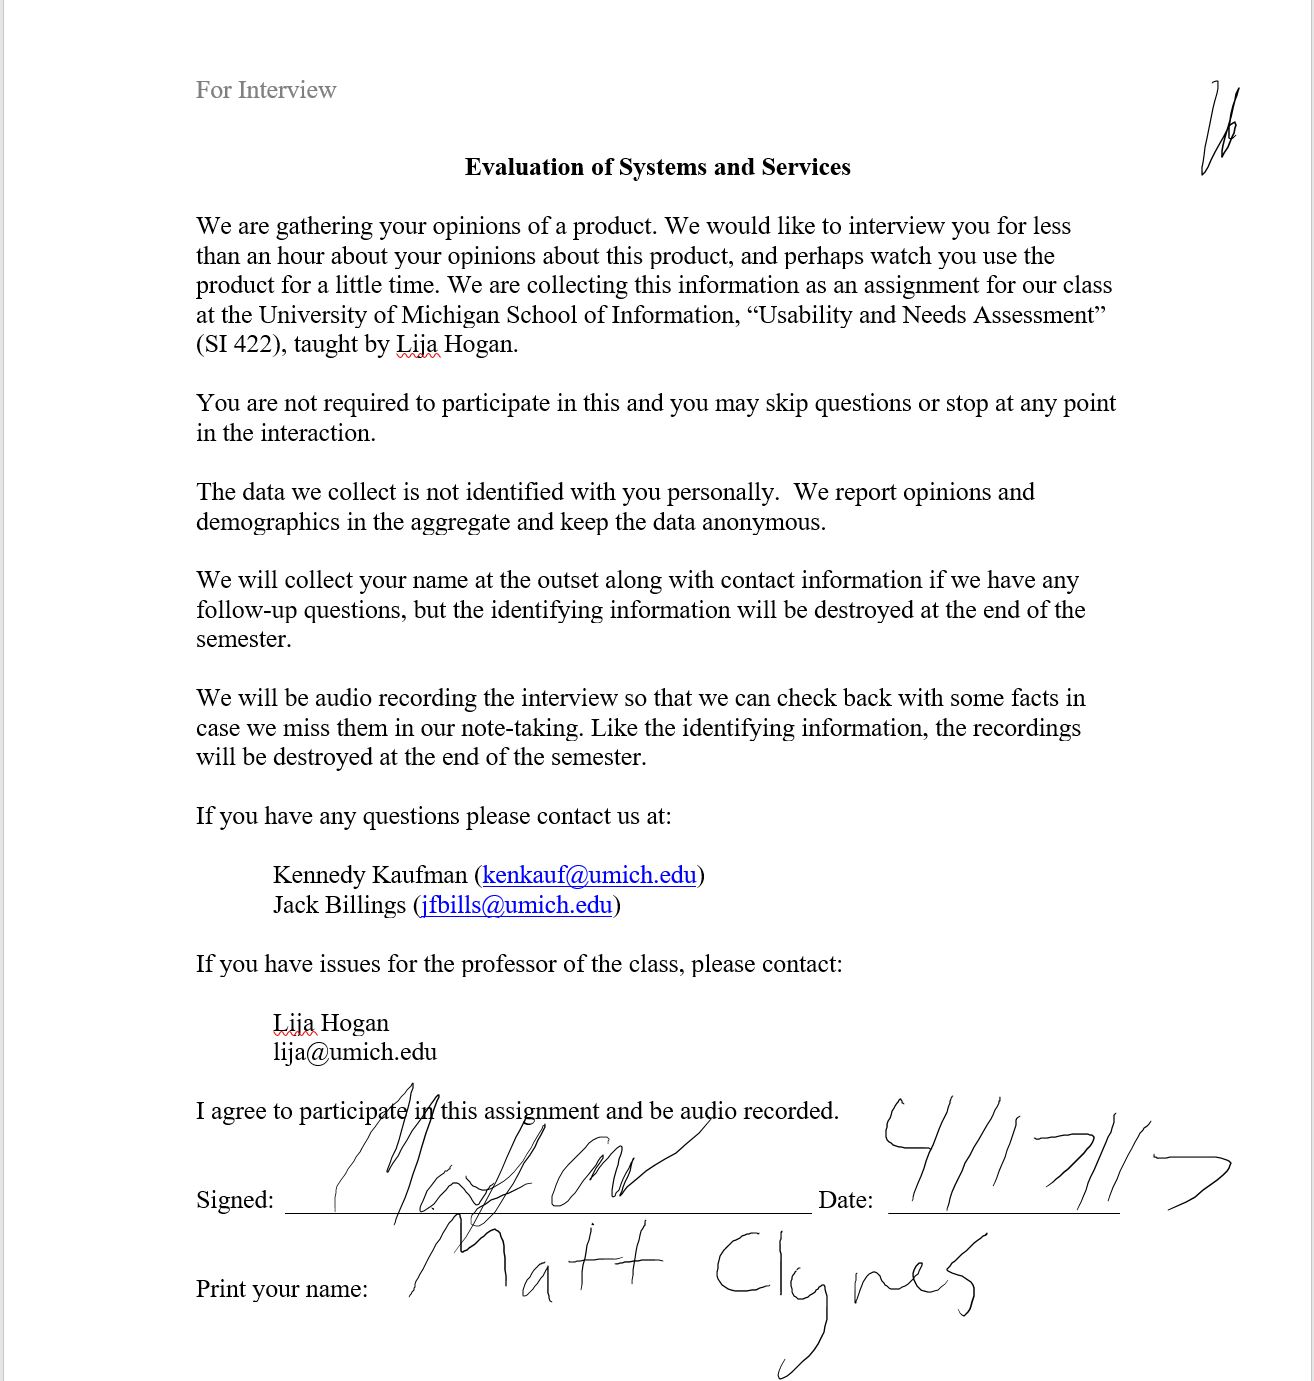 For Interview
Evaluation of Systems and Services
We are gathering your opinions of a product. We would like to interview you for less
than an hour about your opinions about this product, and perhaps watch you use the
product for a little time. We are collecting this information as an assignment for our class
at the University of Michigan School of Information, “Usability and Needs Assessment”
(SI 422), taught by Lija Hogan.
You are not required to participate in this and you may skip questions or stop at any point
in the interaction.
The data we collect is not identified with you personally.  We report opinions and
demographics in the aggregate and keep the data anonymous.
We will collect your name at the outset along with contact information if we have any
follow-up questions, but the identifying information will be destroyed at the end of the
semester.
We will be audio recording the interview so that we can check back with some facts in
case we miss them in our note-taking. Like the identifying information, the recordings
will be destroyed at the end of the semester.
If you have any questions please contact us at:
Kennedy Kaufman (kenkauf@umich.edu)
Jack Billings (jfbills@umich.edu)
If you have issues for the professor of the class, please contact:
Lija Hogan
lija@umich.edu
I agree to participate in this assignment and be audio recorded.
Signed: Date: 4/17/17
Print your name: Matt Clynes